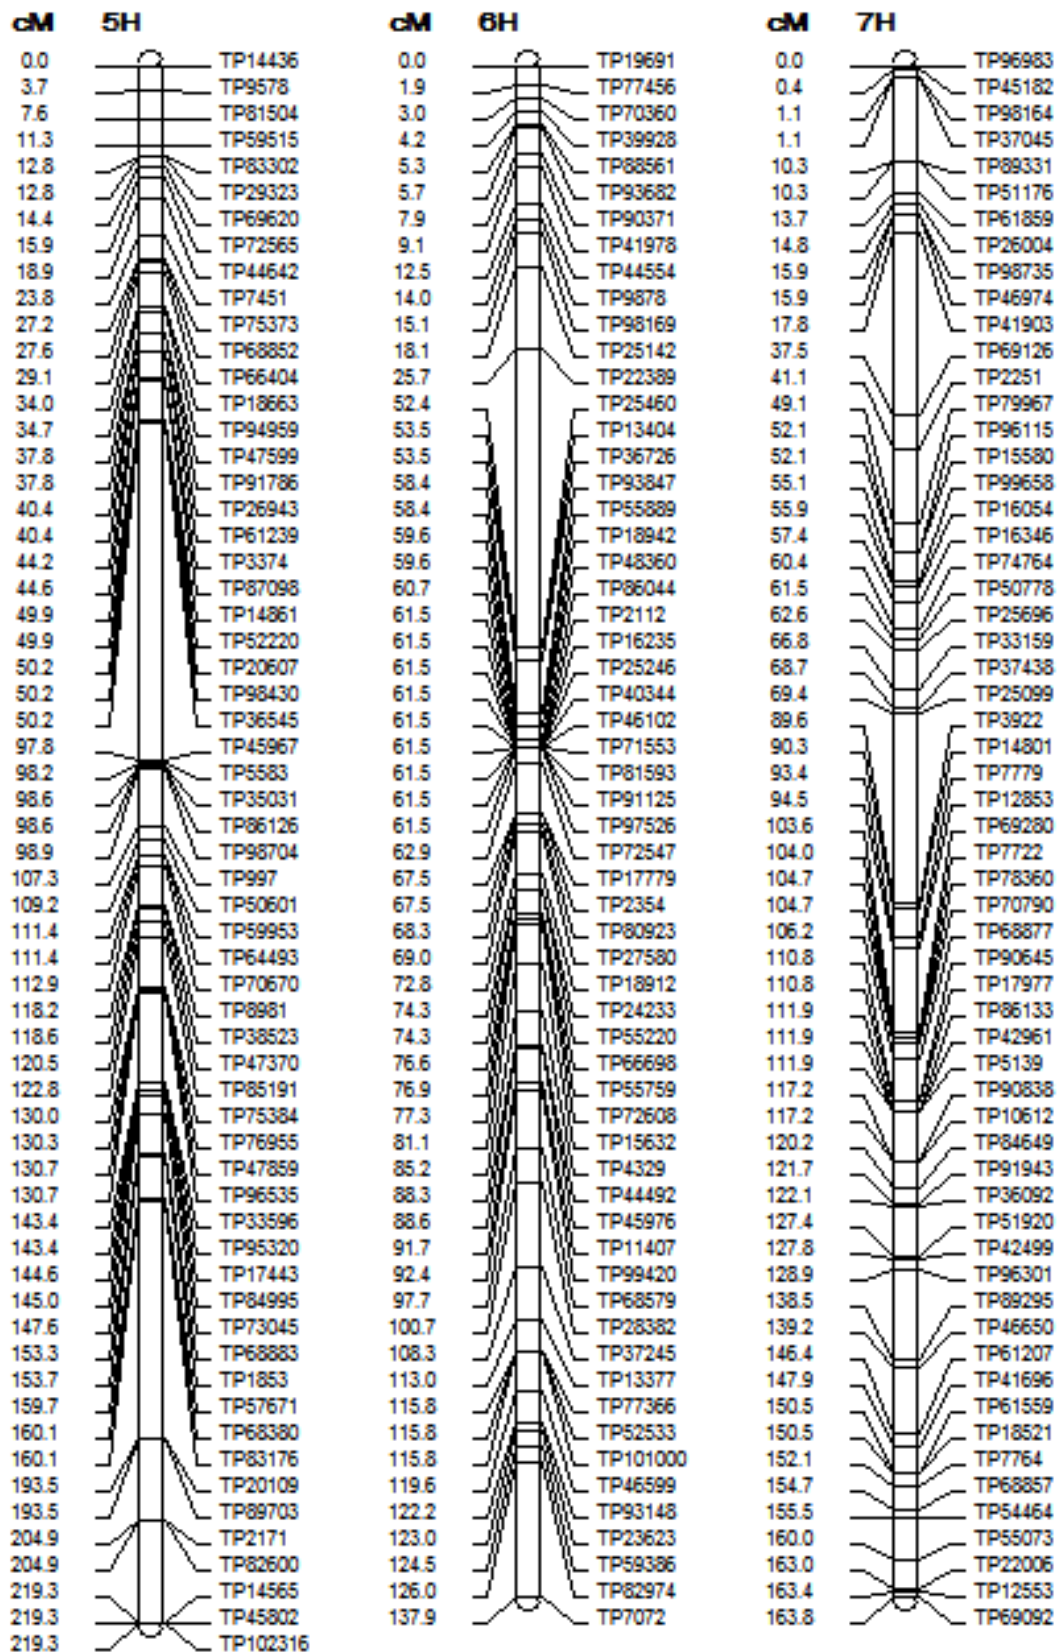 cM 5H
0.0 TP14436
3.7 TP9578
7.6 TP81504
11.3 TP59515
12.8 TP83302
12.8 TP29323
14.4 TP69620
15.9 TP72565
18.9 TP44642
23.8 TP7451
27.2 TP75373
27.6 TP68852
29.1 TP66404
34.0 TP18663
34.7 TP94959
37.8 TP47599
37.8 TP91786
40.4 TP26943
40.4 TP61239
44.2 TP3374
44.6 TP87098
49.9 TP14861
49.9 TP52220
50.2 TP20607
50.2 TP98430
50.2 TP36545
97.8 TP45967
98.2 TP5583
98.6 TP35031
98.6 TP86126
98.9 TP98704
107.3 TP997
109.2 TP50601
111.4 TP59953
111.4 TP64493
112.9 TP70670
118.2 TP8981
118.6 TP38523
120.5 TP47370
122.8 TP85191
130.0 TP75384
130.3 TP76955
130.7 TP47859
130.7 TP96535
143.4 TP33596
143.4 TP95320
144.6 TP17443
145.0 TP84995
147.6 TP73045
153.3 TP68883
153.7 TP1853
159.7 TP57671
160.1 TP68380
160.1 TP83176
193.5 TP20109
193.5 TP89703
204.9 TP2171
204.9 TP82600
219.3 TP14565
219.3 TP45802
219.3 TP102316
cM 6H
0.0 TP19691
1.9 TP77456
3.0 TP70360
4.2 TP39928
5.3 TP88561
5.7 TP93682
7.9 TP90371
9.1 TP41978
12.5 TP44554
14.0 TP9878
15.1 TP98169
18.1 TP25142
25.7 TP22389
52.4 TP25460
53.5 TP13404
53.5 TP36726
58.4 TP93847
58.4 TP55889
59.6 TP18942
59.6 TP48360
60.7 TP86044
61.5 TP2112
61.5 TP16235
61.5 TP25246
61.5 TP40344
61.5 TP46102
61.5 TP71553
61.5 TP81593
61.5 TP91125
61.5 TP97526
62.9 TP72547
67.5 TP17779
67.5 TP2354
68.3 TP80923
69.0 TP27580
72.8 TP18912
74.3 TP24233
74.3 TP55220
76.6 TP66698
76.9 TP55759
77.3 TP72608
81.1 TP15632
85.2 TP4329
88.3 TP44492
88.6 TP45976
91.7 TP11407
92.4 TP99420
97.7 TP68579
100.7 TP28382
108.3 TP37245
113.0 TP13377
115.8 TP77366
115.8 TP52533
115.8 TP101000
119.6 TP46599
122.2 TP93148
123.0 TP23623
124.5 TP59386
126.0 TP82974
137.9 TP7072
cM 7H
0.0 TP96983
0.4 TP45182
1.1 TP98164
1.1 TP37045
10.3 TP89331
10.3 TP51176
13.7 TP61859
14.8 TP26004
15.9 TP98735
15.9 TP46974
17.8 TP41903
37.5 TP69126
41.1 TP2251
49.1 TP79967
52.1 TP96115
52.1 TP15580
55.1 TP99658
55.9 TP16054
57.4 TP16346
60.4 TP74764
61.5 TP50778
62.6 TP25696
66.8 TP33159
68.7 TP37438
69.4 TP25099
89.6 TP3922
90.3 TP14801
93.4 TP7779
94.5 TP12853
103.6 TP69280
104.0 TP7722
104.7 TP78360
104.7 TP70790
106.2 TP68877
110.8 TP90645
110.8 TP17977
111.9 TP86133
111.9 TP42961
111.9 TP5139
117.2 TP90838
117.2 TP10612
120.2 TP84649
121.7 TP91943
122.1 TP36092
127.4 TP51920
127.8 TP42499
128.9 TP96301
138.5 TP89295
139.2 TP46650
146.4 TP61207
147.9 TP41696
150.5 TP61559
150.5 TP18521
152.1 TP7764
154.7 TP68857
155.5 TP54464
160.0 TP55073
163.0 TP22006
163.4 TP12553
163.8 TP69092